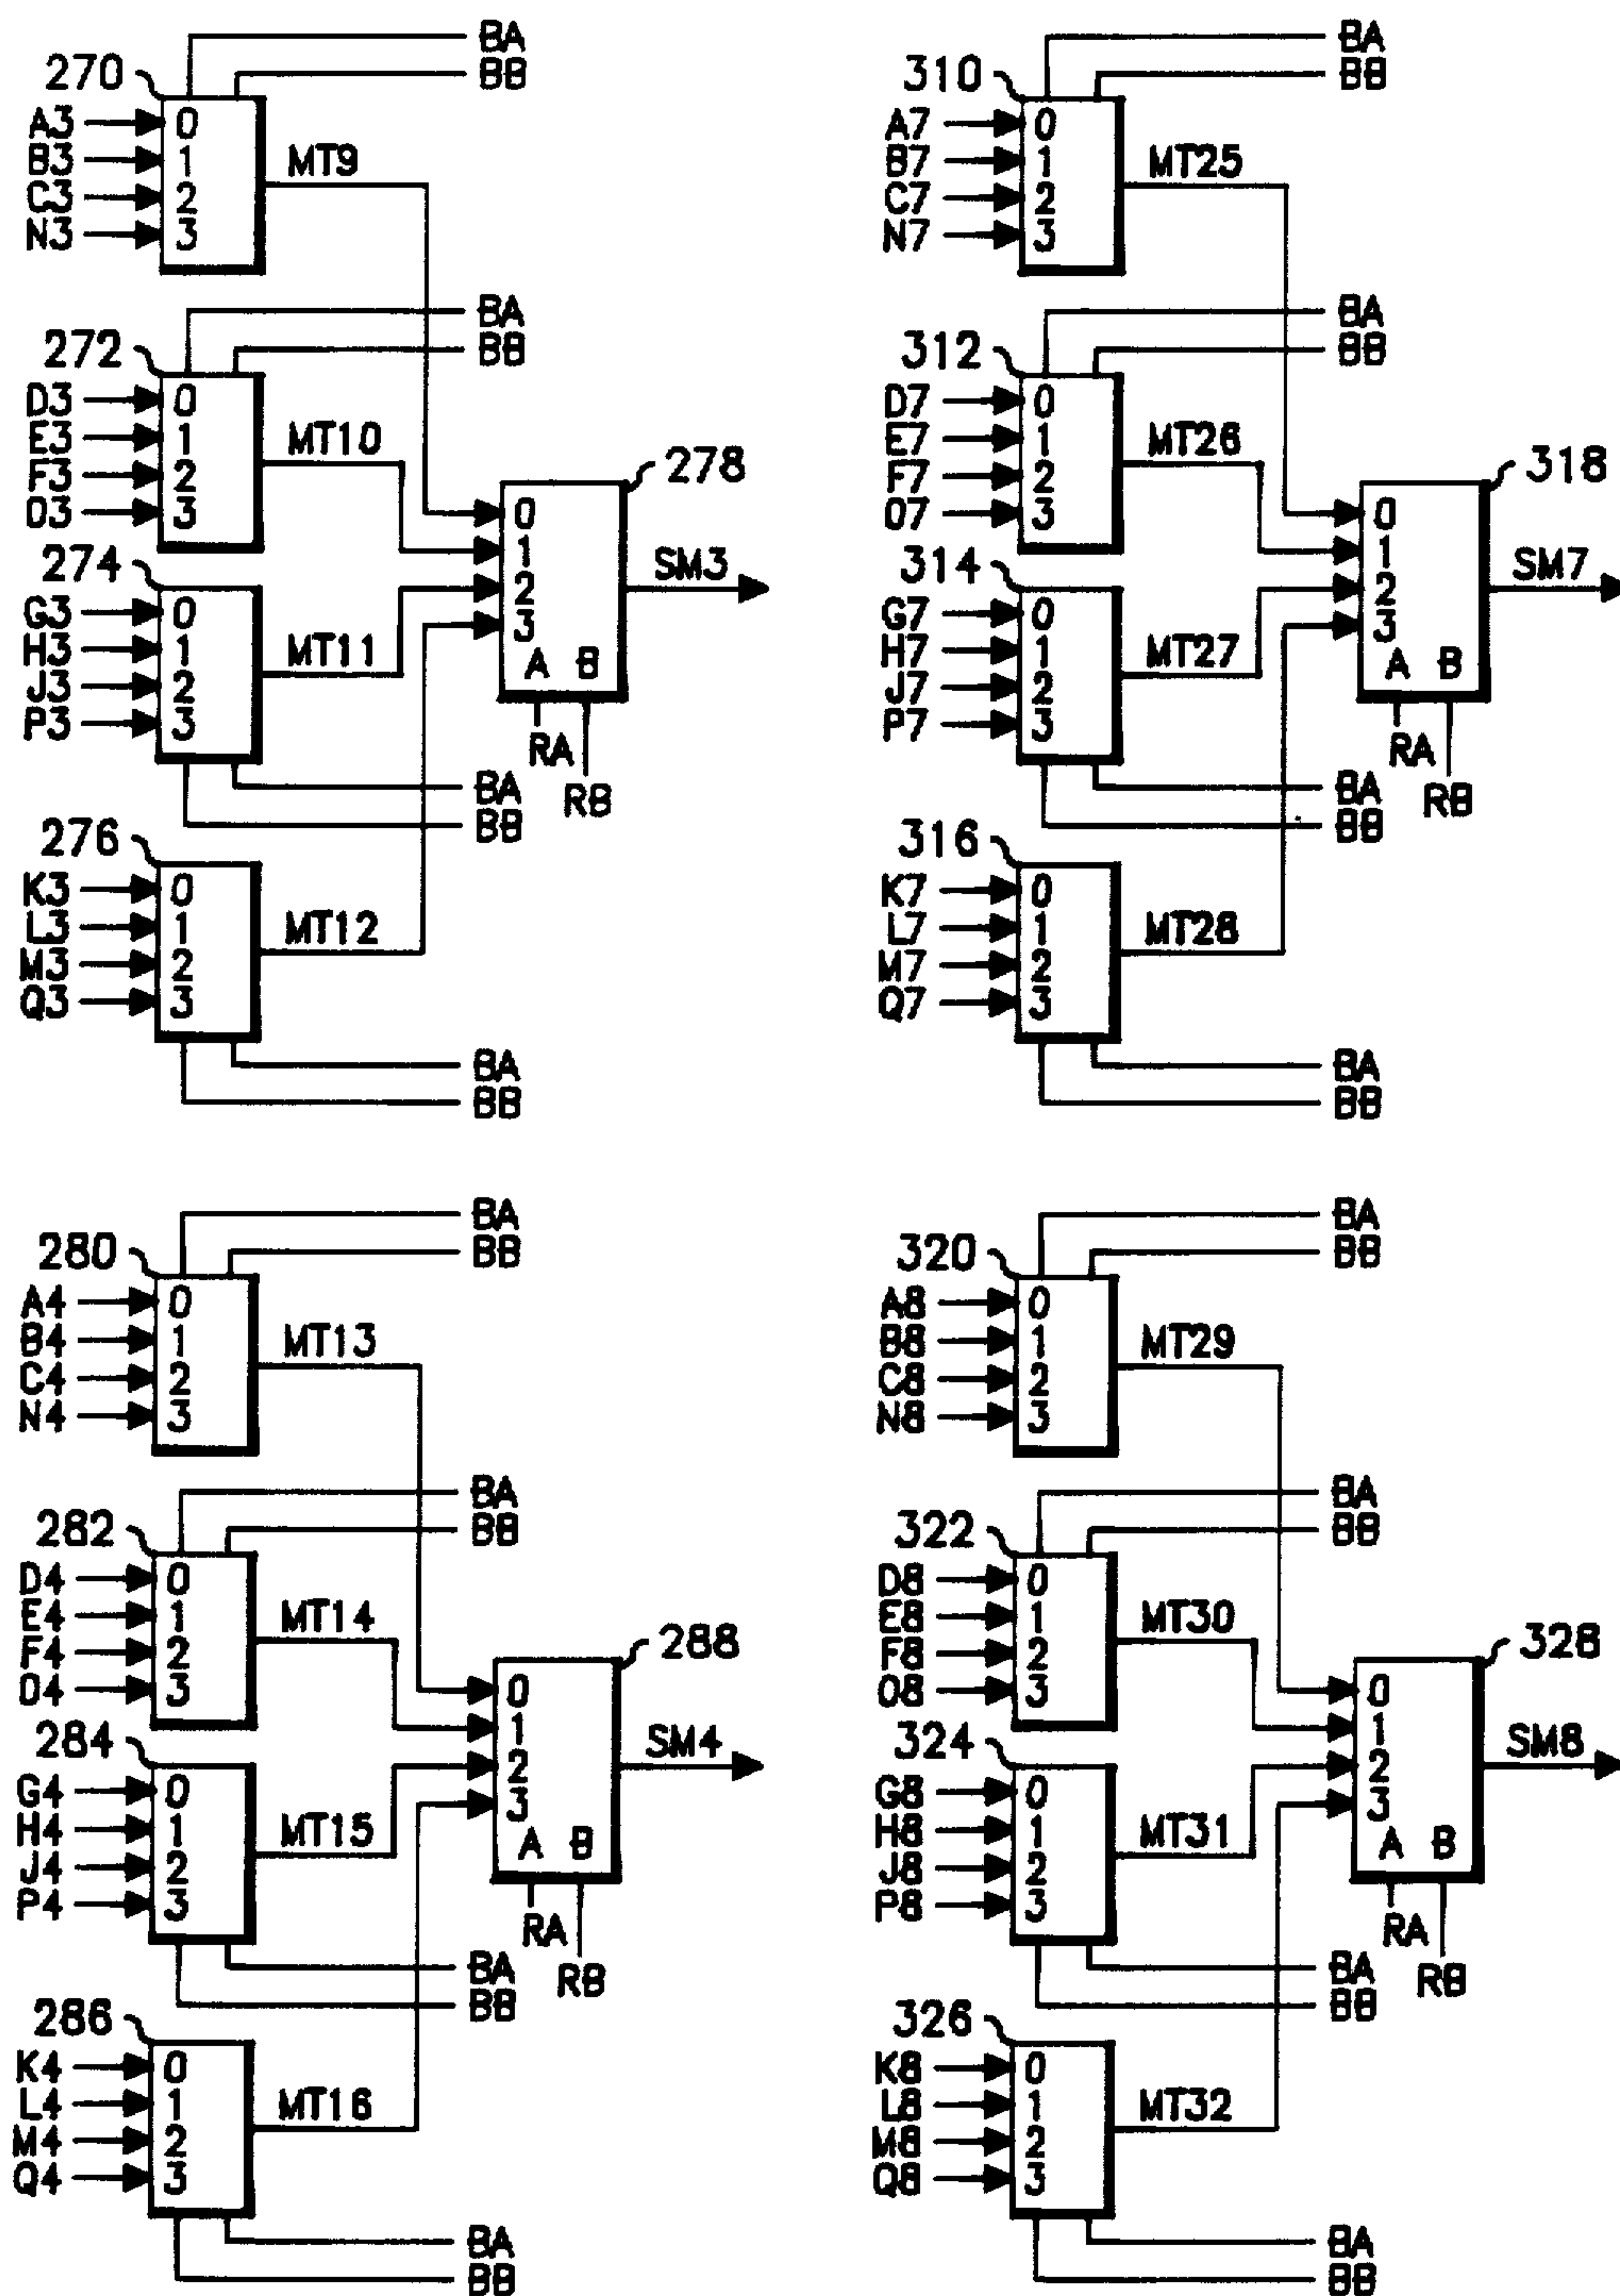 BA
BB
270
A3 0
B3 1 MT9
C3 2
N3 3
BA
BB
272
D3 0
E3 1 MT10
F3 2
O3 3
274
G3 0
H3 1 MT11
J3 2
P3 3
BA
BB
276
K3 0
L3 1 MT12
M3 2
Q3 3
BA
BB
278
0
1
2
3
A B
SM3
RA
RB
BA
BB
310
A7 0
B7 1 MT25
C7 2
N7 3
BA
BB
312
D7 0
E7 1 MT26
F7 2
O7 3
314
G7 0
H7 1 MT27
J7 2
P7 3
BA
BB
316
K7 0
L7 1 MT28
M7 2
Q7 3
BA
BB
318
0
1
2
3
A B
SM7
RA
RB
BA
BB
280
A4 0
B4 1 MT13
C4 2
N4 3
BA
BB
282
D4 0
E4 1 MT14
F4 2
O4 3
284
G4 0
H4 1 MT15
J4 2
P4 3
BA
BB
286
K4 0
L4 1 MT16
M4 2
Q4 3
BA
BB
288
0
1
2
3
A B
SM4
RA
RB
BA
BB
320
A8 0
B8 1 MT29
C8 2
N8 3
BA
BB
322
D8 0
E8 1 MT30
F8 2
O8 3
324
G8 0
H8 1 MT31
J8 2
P8 3
BA
BB
326
K8 0
L8 1 MT32
M8 2
Q8 3
BA
BB
328
0
1
2
3
A B
SM8
RA
RB